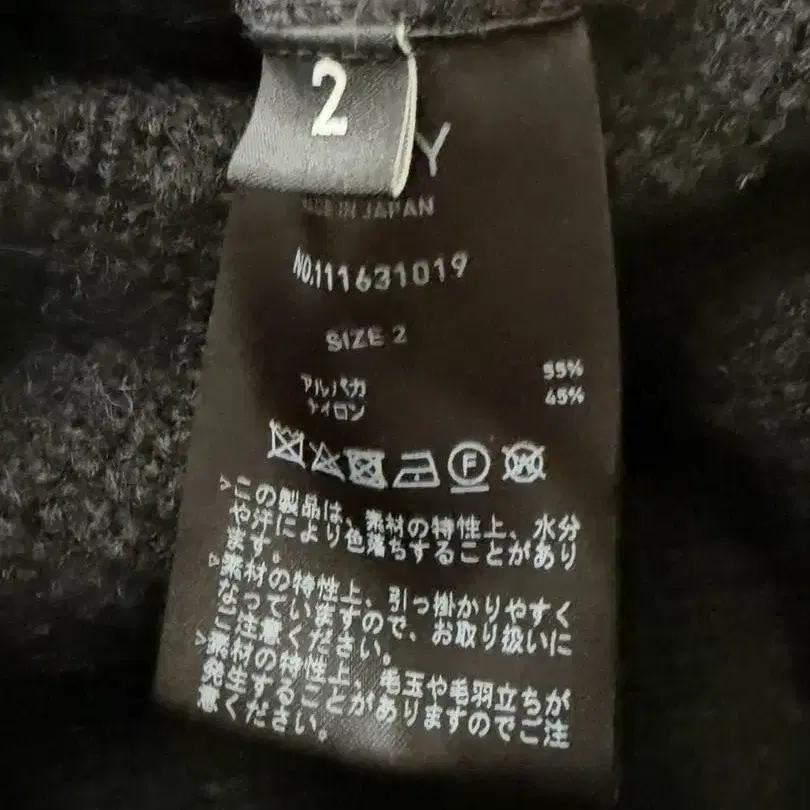 2
Y
MADE IN JAPAN
NO.111631019
SIZE 2
アルパカ 55%
ナイロン 45%
F
W
▷この製品は、素材の特性上、水分
や汗により色落ちすることがあり
ます。
▷素材の特性上、引っ掛かりやすく
なっていますので、お取り扱いに
ご注意ください。
▷素材の特性上、毛玉や毛羽立ちが
発生することがありますのでご注
意ください。